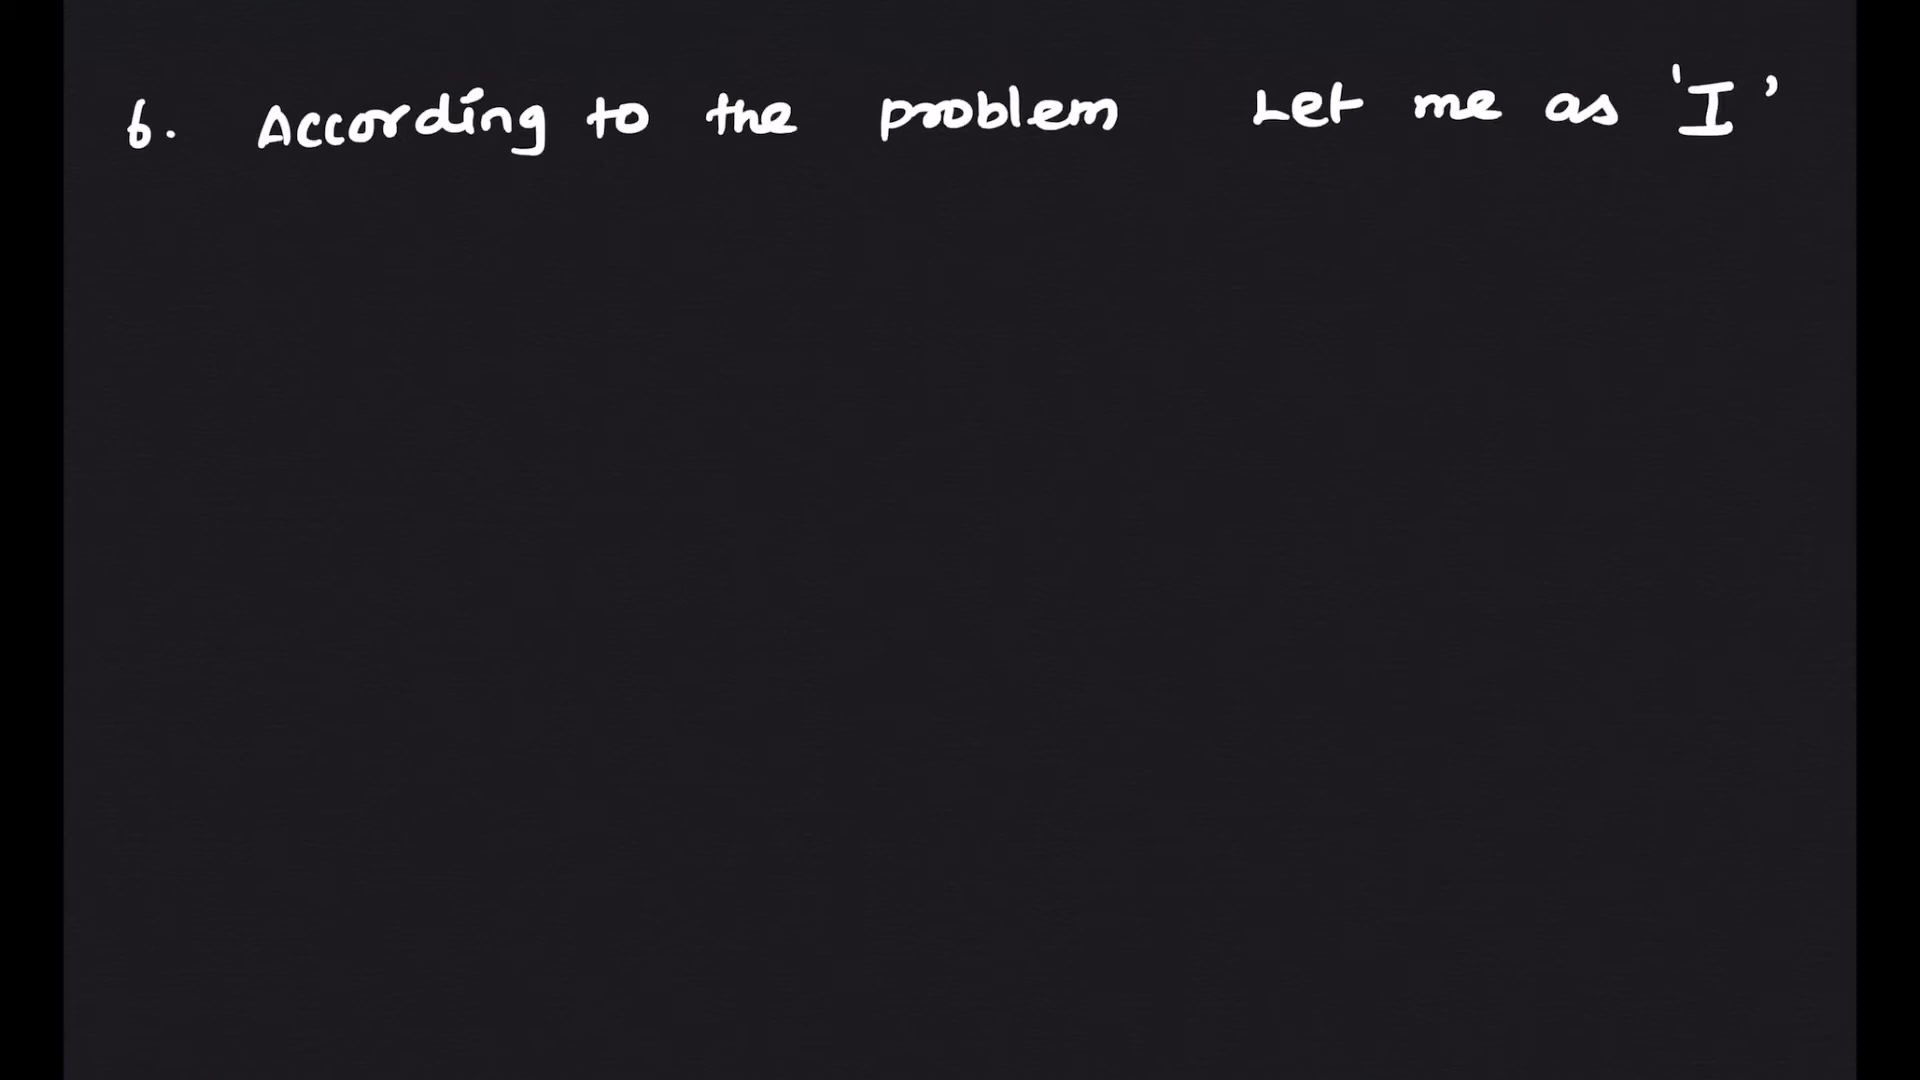 6. According to the problem Let me as 'I'